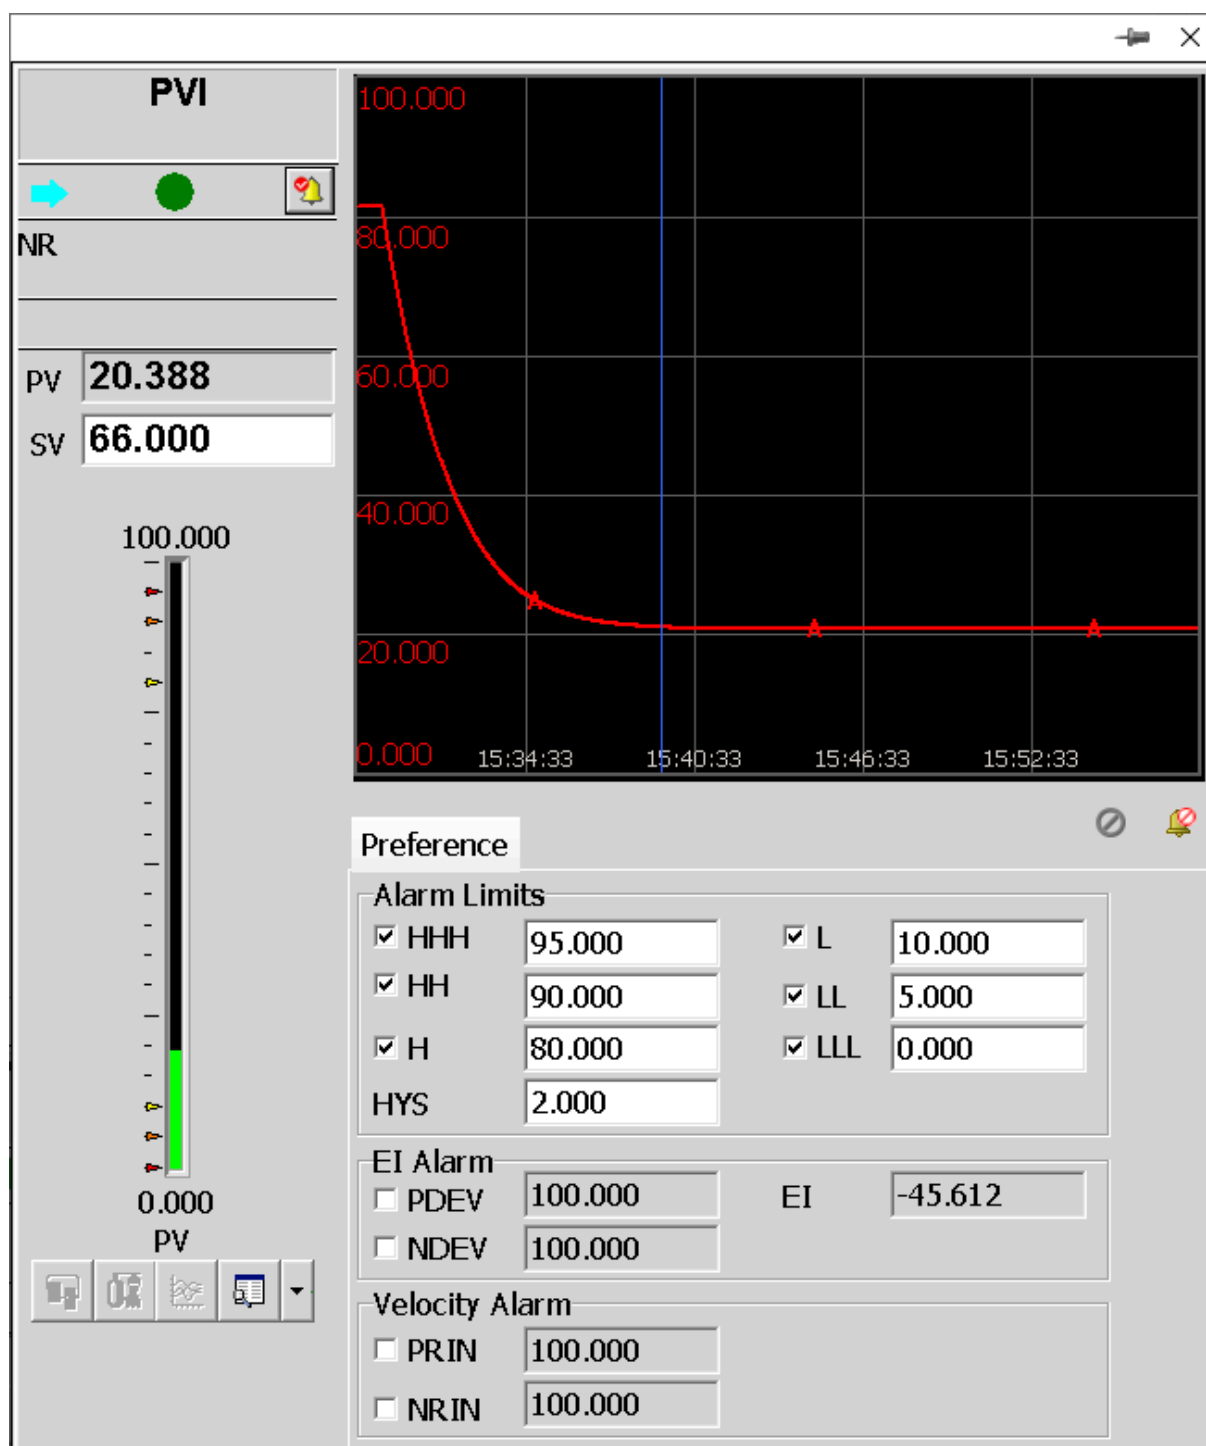 PVI
NR
PV 20.388
SV 66.000
100.000
0.000
PV
100.000
80.000
60.000
40.000
20.000
0.000
A A A
15:34:33 15:40:33 15:46:33 15:52:33
Preference
Alarm Limits
HHH 95.000 L 10.000
HH 90.000 LL 5.000
H 80.000 LLL 0.000
HYS 2.000
EI Alarm
PDEV 100.000 EI -45.612
NDEV 100.000
Velocity Alarm
PRIN 100.000
NRIN 100.000